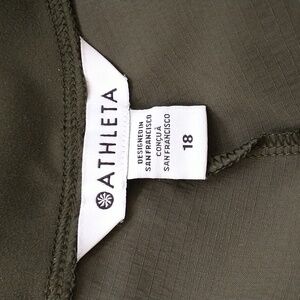 ATHLETA
DESIGNED IN
SAN FRANCISCO
CONÇU À
SAN FRANCISCO
18